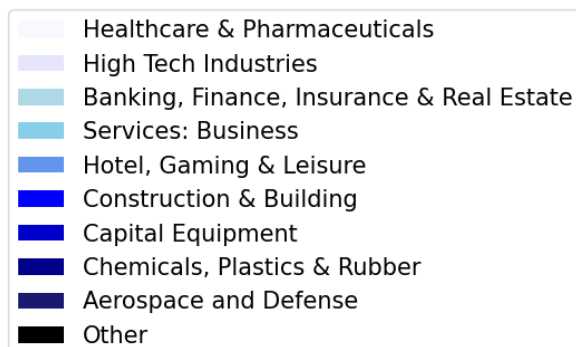 Healthcare & Pharmaceuticals
High Tech Industries
Banking, Finance, Insurance & Real Estate
Services: Business
Hotel, Gaming & Leisure
Construction & Building
Capital Equipment
Chemicals, Plastics & Rubber
Aerospace and Defense
Other